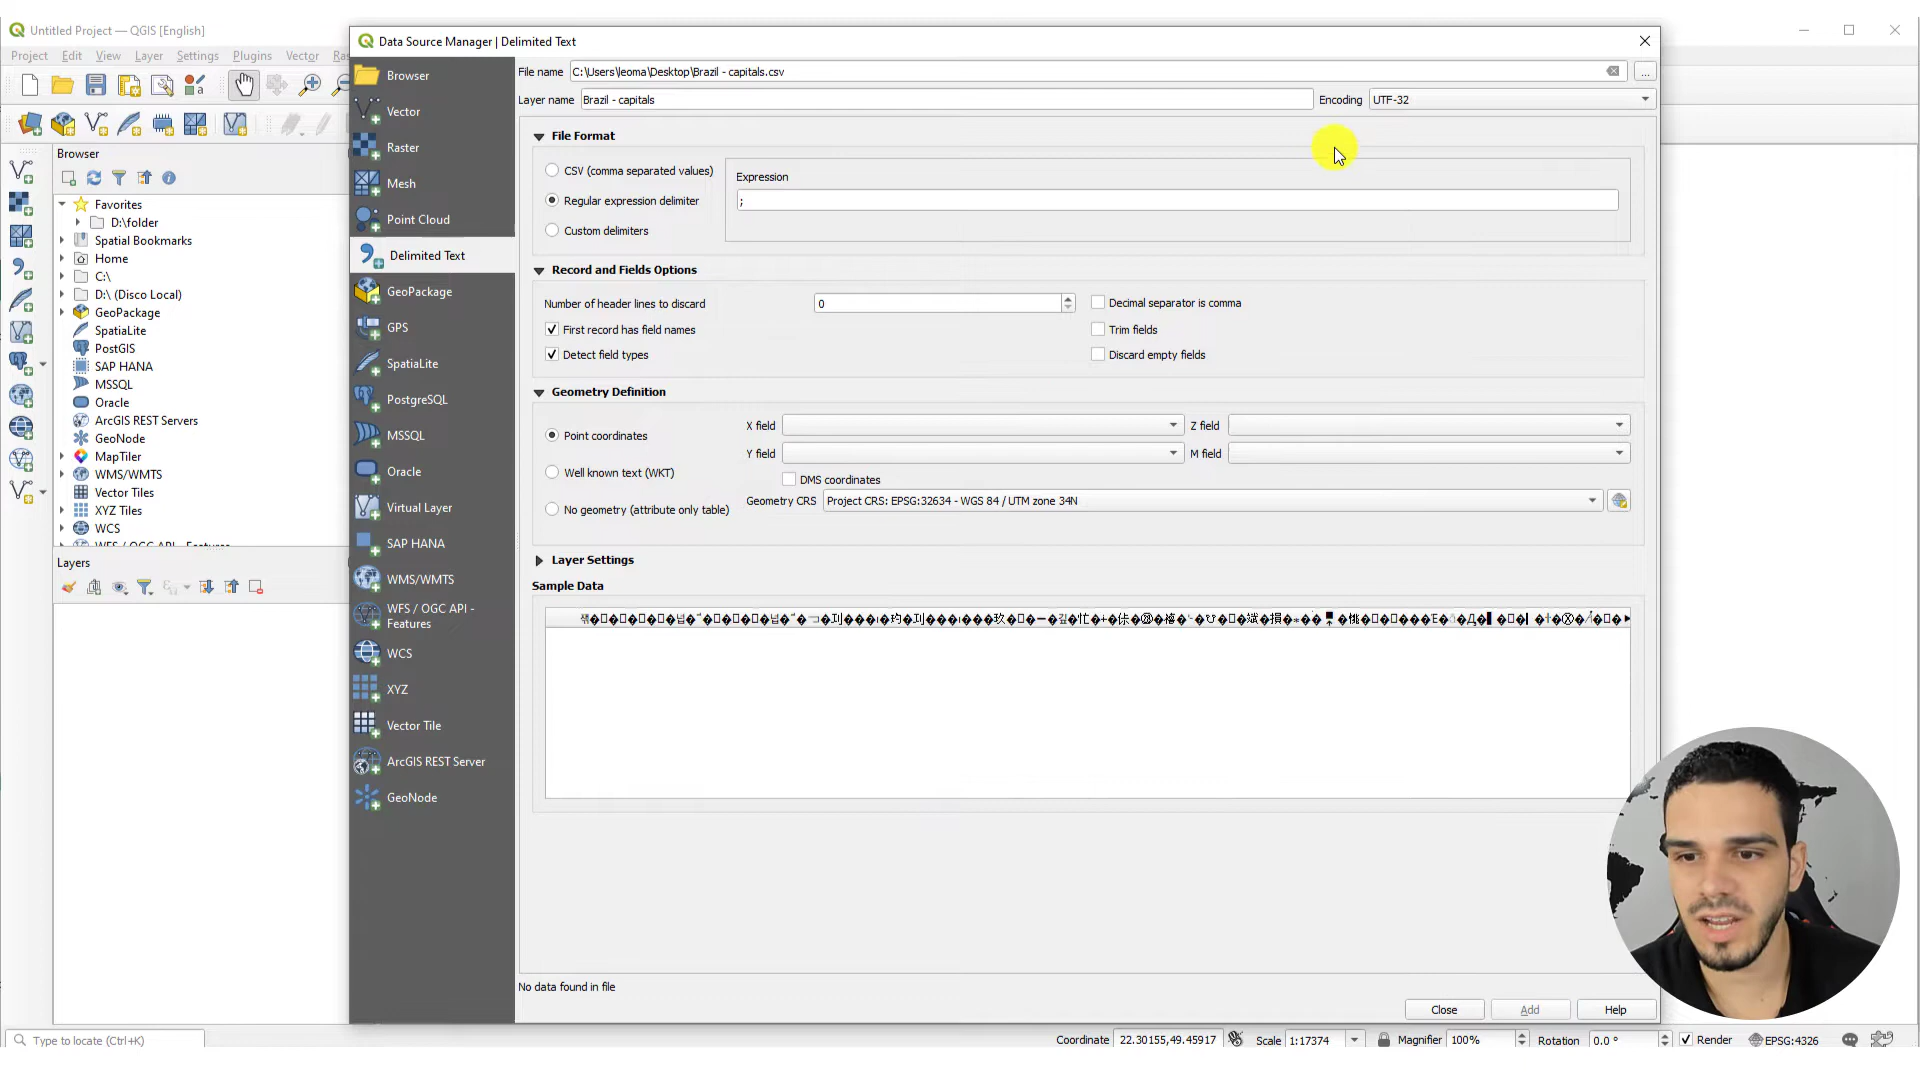 Untitled Project — QGIS [English]
Project Edit View Layer Settings Plugins Vector Ras
Browser
Favorites
D:\folder
Spatial Bookmarks
Home
C:\
D:\ (Disco Local)
GeoPackage
SpatiaLite
PostGIS
SAP HANA
MSSQL
Oracle
ArcGIS REST Servers
GeoNode
MapTiler
WMS/WMTS
Vector Tiles
XYZ Tiles
WCS
WFS / OGC API - Features
Layers
Data Source Manager | Delimited Text
Browser
Vector
Raster
Mesh
Point Cloud
Delimited Text
GeoPackage
GPS
SpatiaLite
PostgreSQL
MSSQL
Oracle
Virtual Layer
SAP HANA
WMS/WMTS
WFS / OGC API -
Features
WCS
XYZ
Vector Tile
ArcGIS REST Server
GeoNode
File name C:\Users\leoma\Desktop\Brazil - capitals.csv ...
Layer name Brazil - capitals Encoding UTF-32
File Format
CSV (comma separated values)
Regular expression delimiter
Custom delimiters
Expression
;
Record and Fields Options
Number of header lines to discard 0 Decimal separator is comma
First record has field names Trim fields
Detect field types Discard empty fields
Geometry Definition
Point coordinates
Well known text (WKT)
No geometry (attribute only table)
X field Z field
Y field M field
DMS coordinates
Geometry CRS Project CRS: EPSG:32634 - WGS 84 / UTM zone 34N
Layer Settings
Sample Data
No data found in file
Close Add Help
Type to locate (Ctrl+K) Coordinate 22.30155,49.45917 Scale 1:17374 Magnifier 100% Rotation 0.0 ° Render EPSG:4326